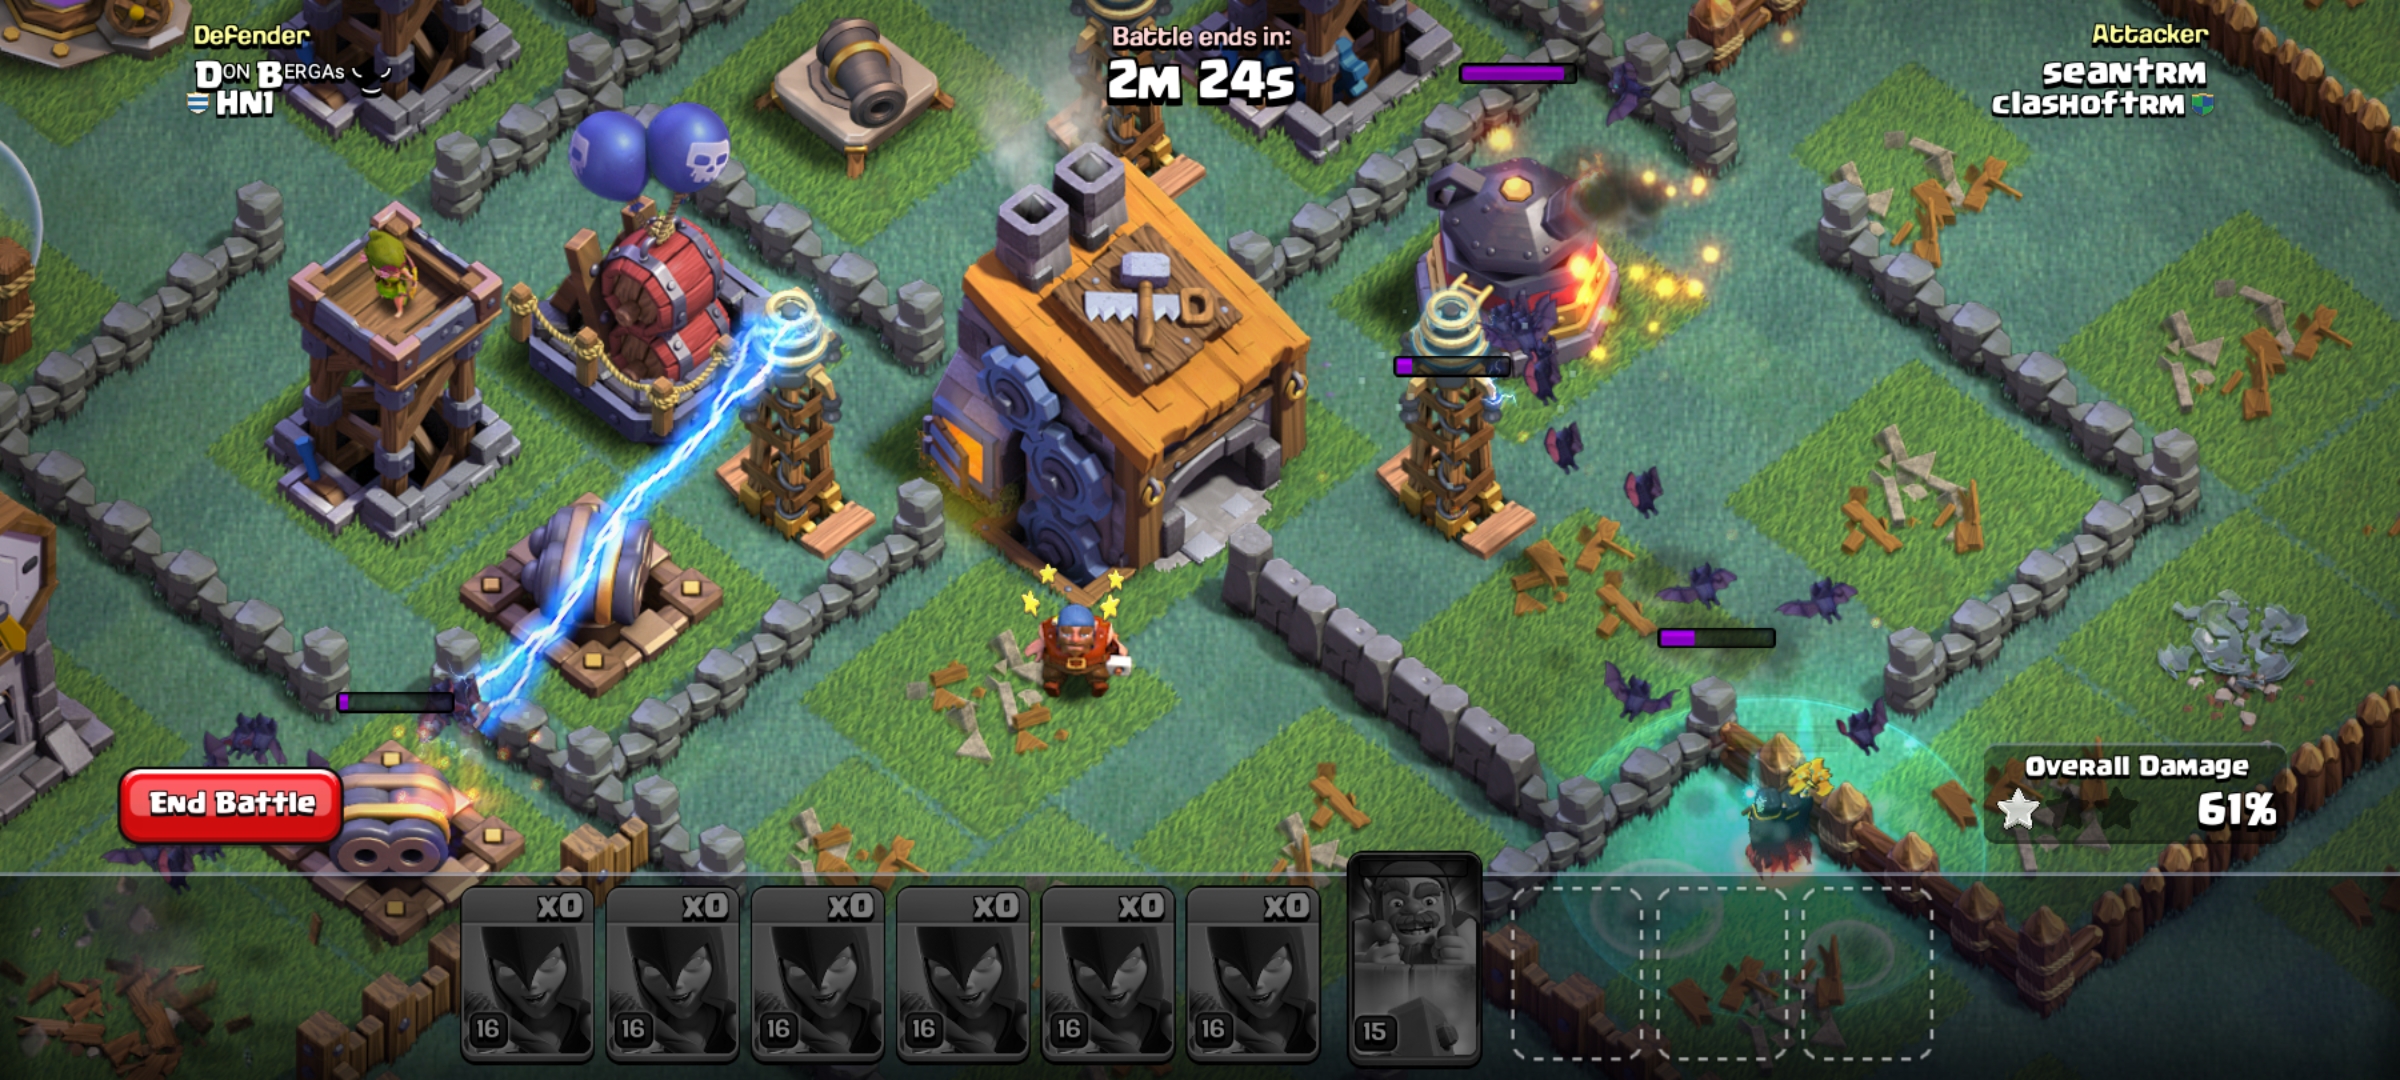 Defender
DON BERGAs
HN1
Battle ends in:
2M 24s
Attacker
seantRM
clashoftRM
End Battle
Overall Damage
61%
x0 x0 x0 x0 x0 x0
16 16 16 16 16 16 15